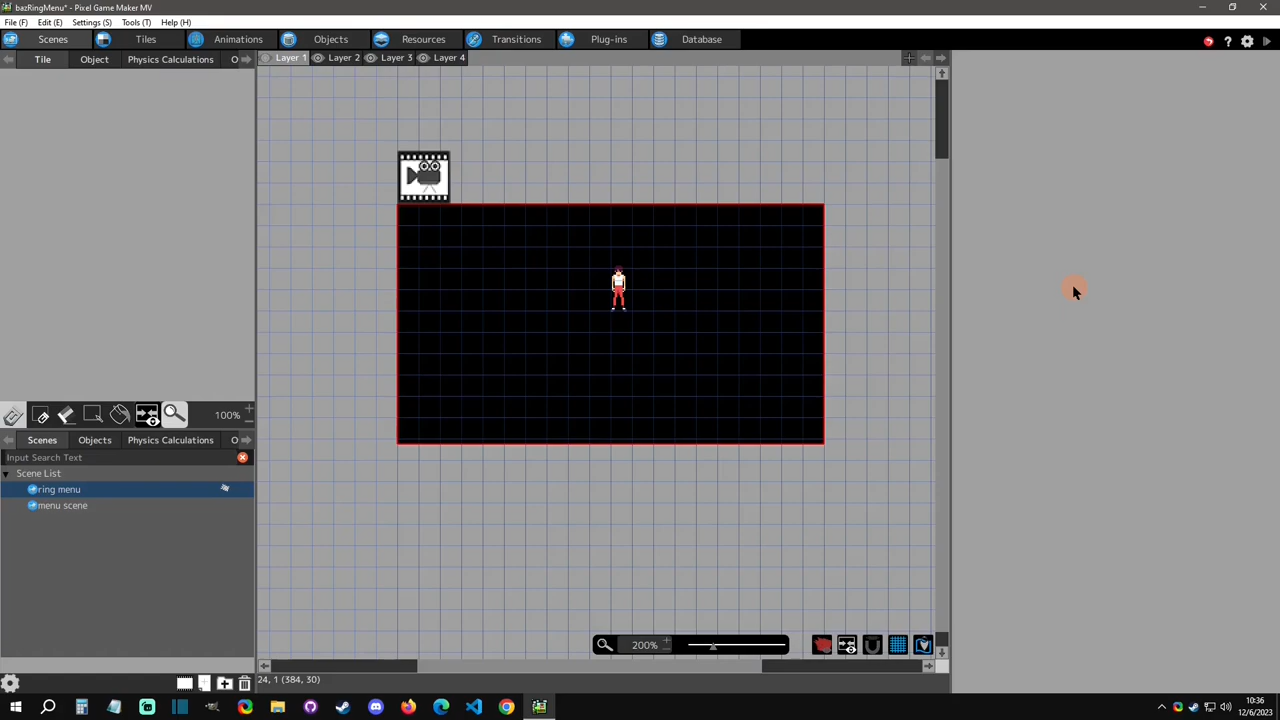 bazRingMenu* - Pixel Game Maker MV
File (F) Edit (E) Settings (S) Tools (T) Help (H)
Scenes Tiles Animations Objects Resources Transitions Plug-ins Database
Tile Object Physics Calculations O
Layer 1 Layer 2 Layer 3 Layer 4
100%
Scenes Objects Physics Calculations O
Input Search Text
Scene List
ring menu
menu scene
200%
24, 1 (384, 30)
10:36
12/6/2023